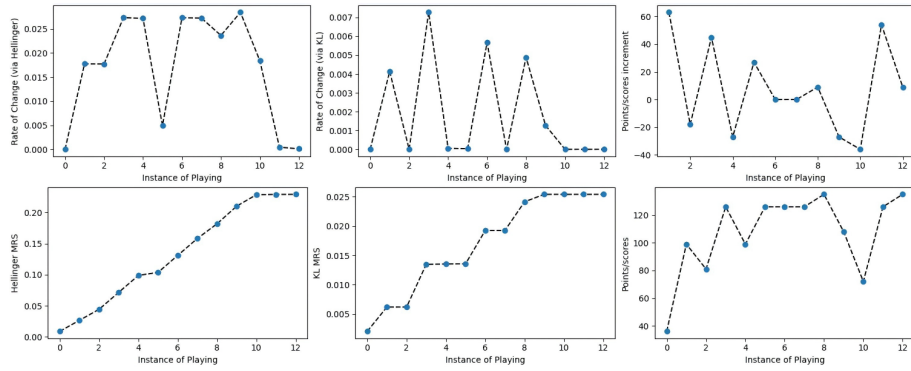 Rate of Change (via Hellinger)
0.025
0.020
0.015
0.010
0.005
0.000
0 2 4 6 8 10 12
Instance of Playing
Rate of Change (via KL)
0.007
0.006
0.005
0.004
0.003
0.002
0.001
0.000
0 2 4 6 8 10 12
Instance of Playing
Points/scores increment
60
40
20
0
−20
−40
2 4 6 8 10 12
Instance of Playing
Hellinger MRS
0.20
0.15
0.10
0.05
0.00
0 2 4 6 8 10 12
Instance of Playing
KL MRS
0.025
0.020
0.015
0.010
0.005
0 2 4 6 8 10 12
Instance of Playing
Points/scores
120
100
80
60
40
0 2 4 6 8 10 12
Instance of Playing